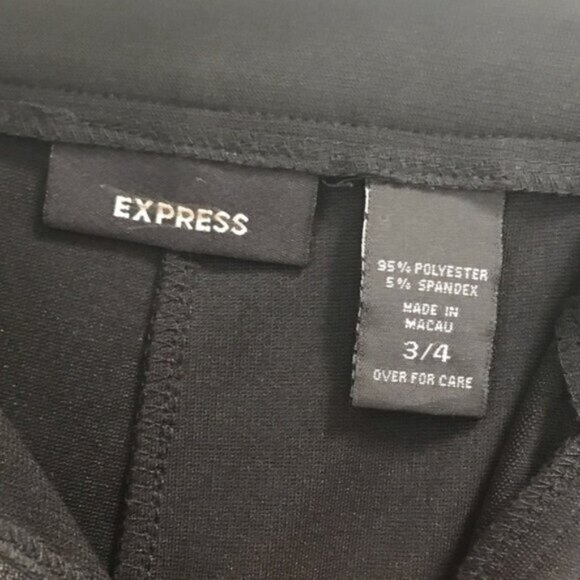 EXPRESS
95% POLYESTER
5% SPANDEX
MADE IN
MACAU
3/4
OVER FOR CARE